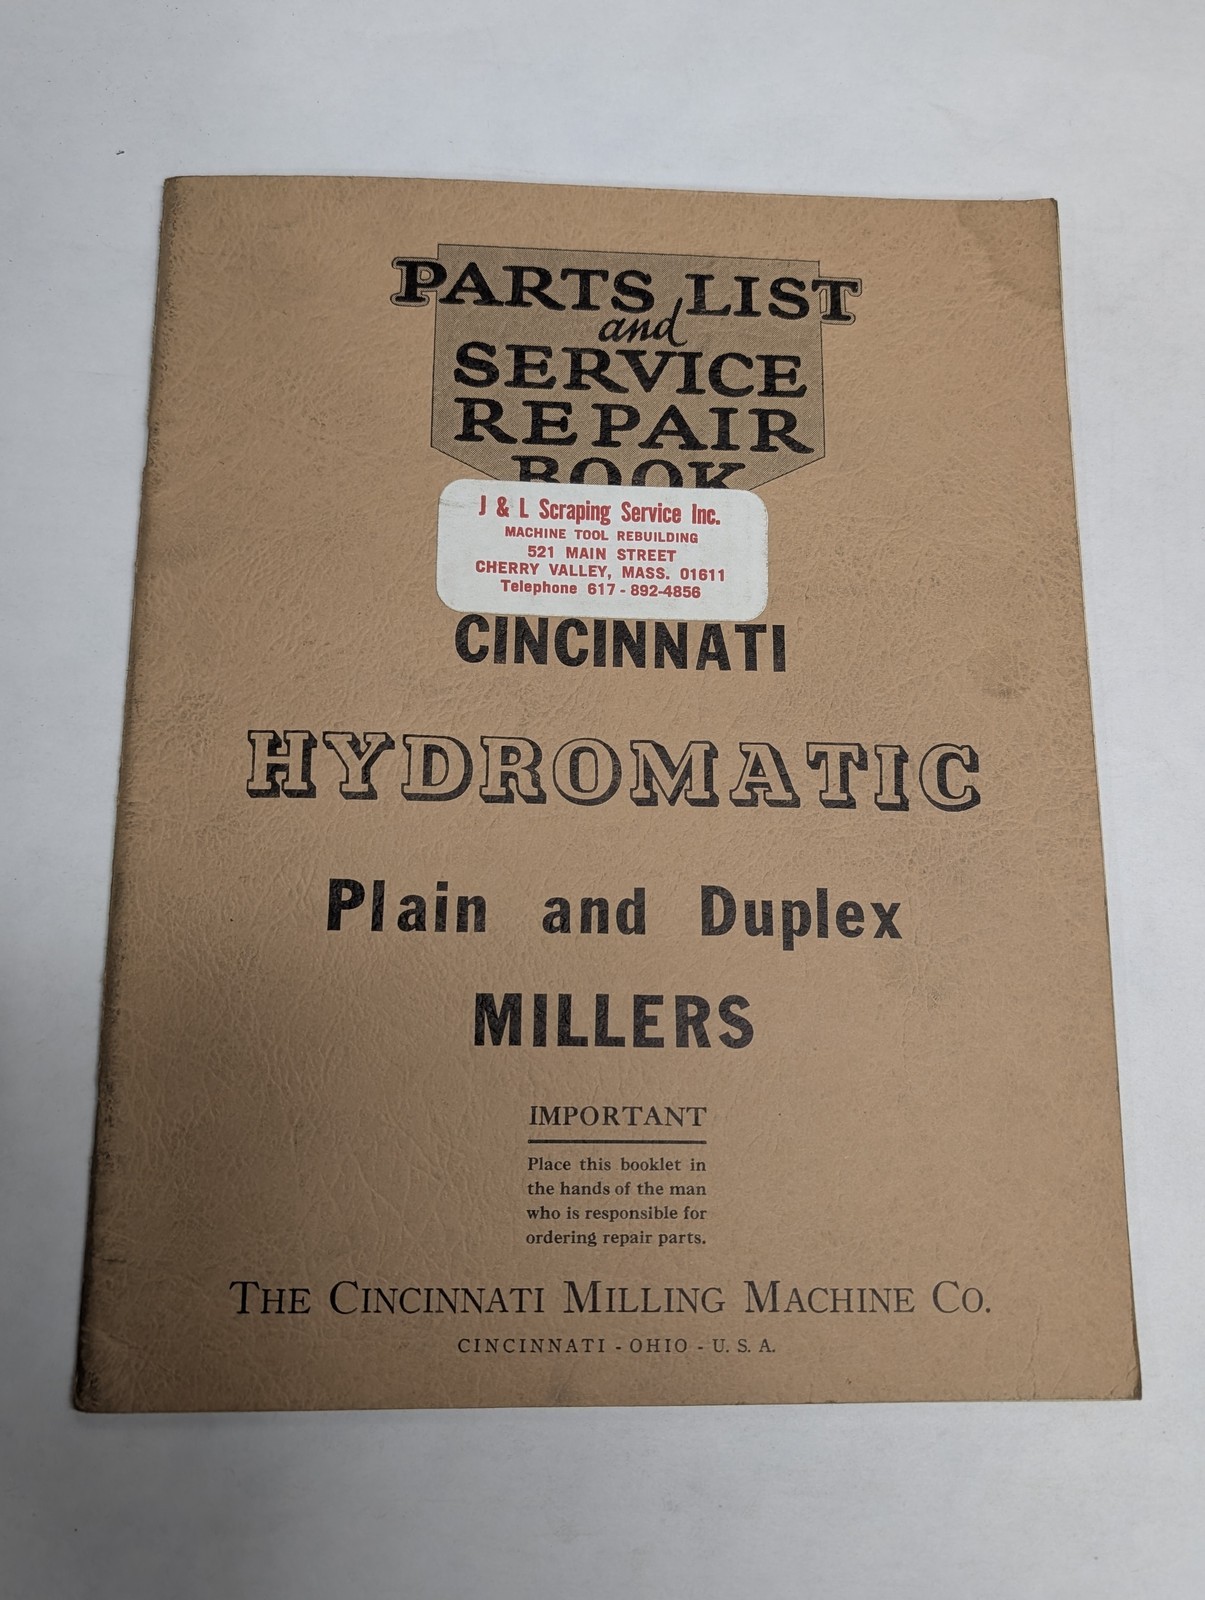 PARTS LIST
and
SERVICE
REPAIR
BOOK
J & L Scraping Service Inc.
MACHINE TOOL REBUILDING
521 MAIN STREET
CHERRY VALLEY, MASS. 01611
Telephone 617-892-4856
CINCINNATI
HYDROMATIC
Plain and Duplex
MILLERS
IMPORTANT
Place this booklet in
the hands of the man
who is responsible for
ordering repair parts.
THE CINCINNATI MILLING MACHINE CO.
CINCINNATI - OHIO - U. S. A.